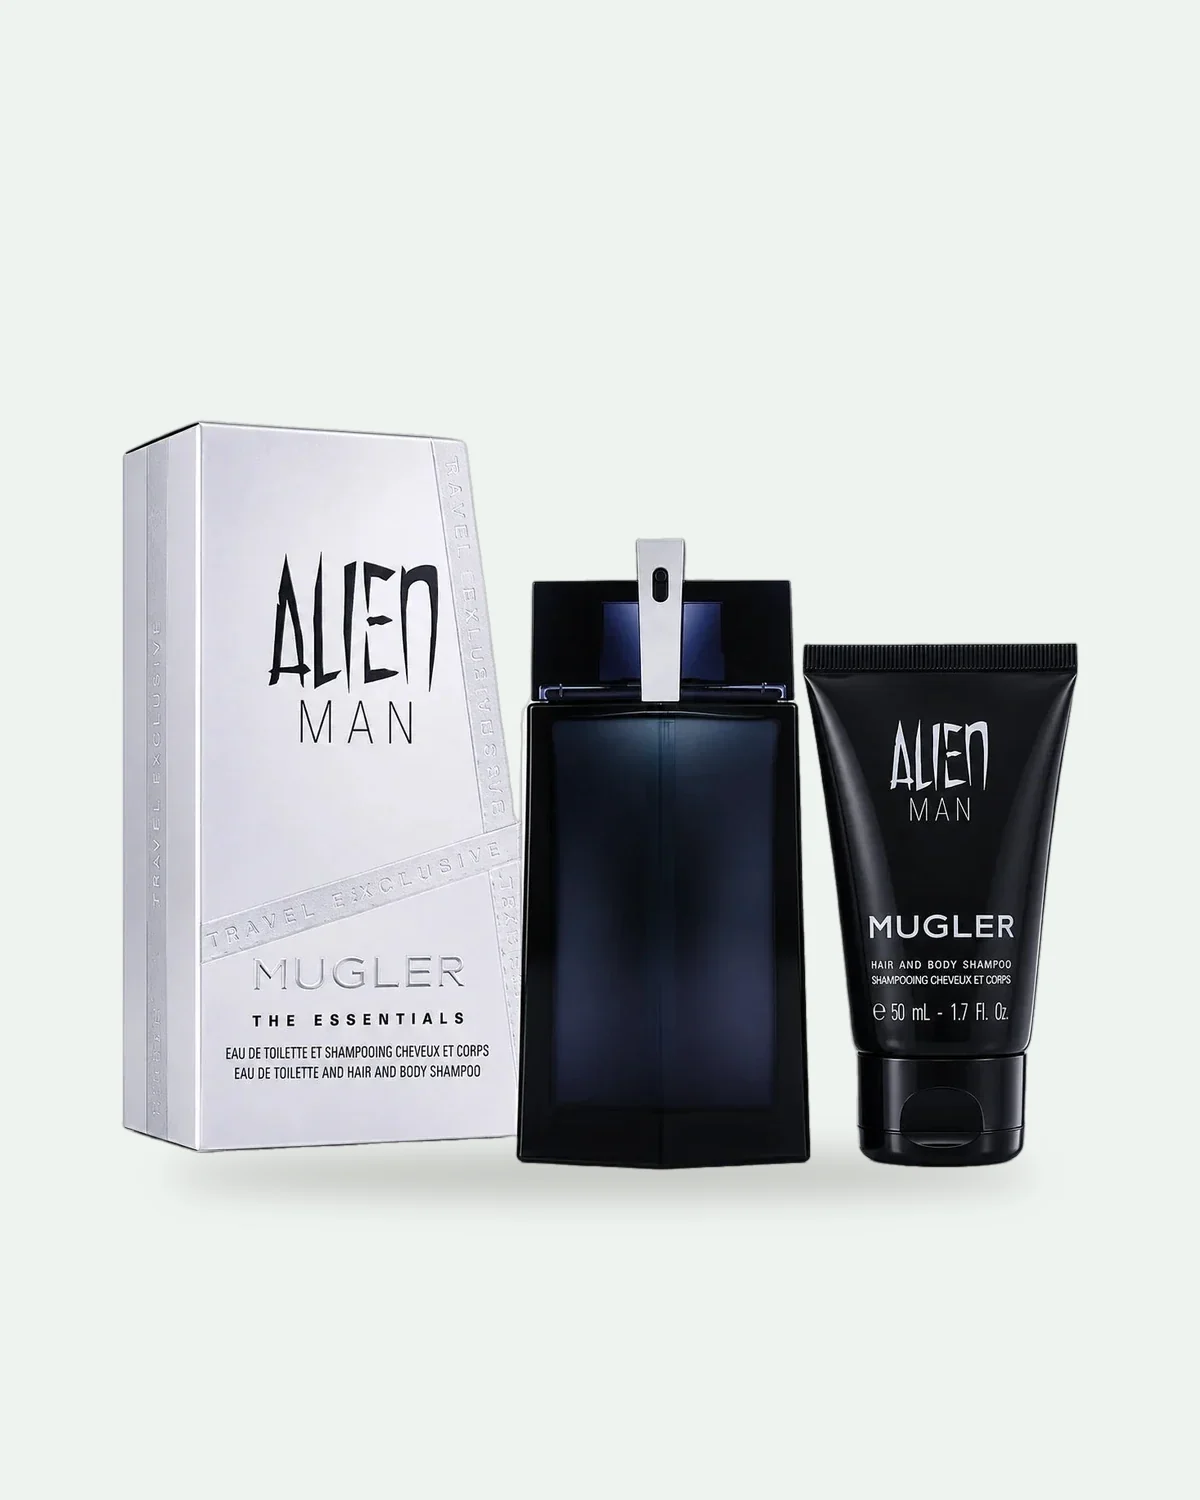 ALIEN
MAN
TRAVEL EXCLUSIVE
TRAVEL EXCLUSIVE
TRAVEL EXCLUSIVE
MUGLER
THE ESSENTIALS
EAU DE TOILETTE ET SHAMPOOING CHEVEUX ET CORPS
EAU DE TOILETTE AND HAIR AND BODY SHAMPOO
ALIEN
MAN
MUGLER
HAIR AND BODY SHAMPOO
SHAMPOOING CHEVEUX ET CORPS
℮ 50 mL - 1.7 Fl. Oz.